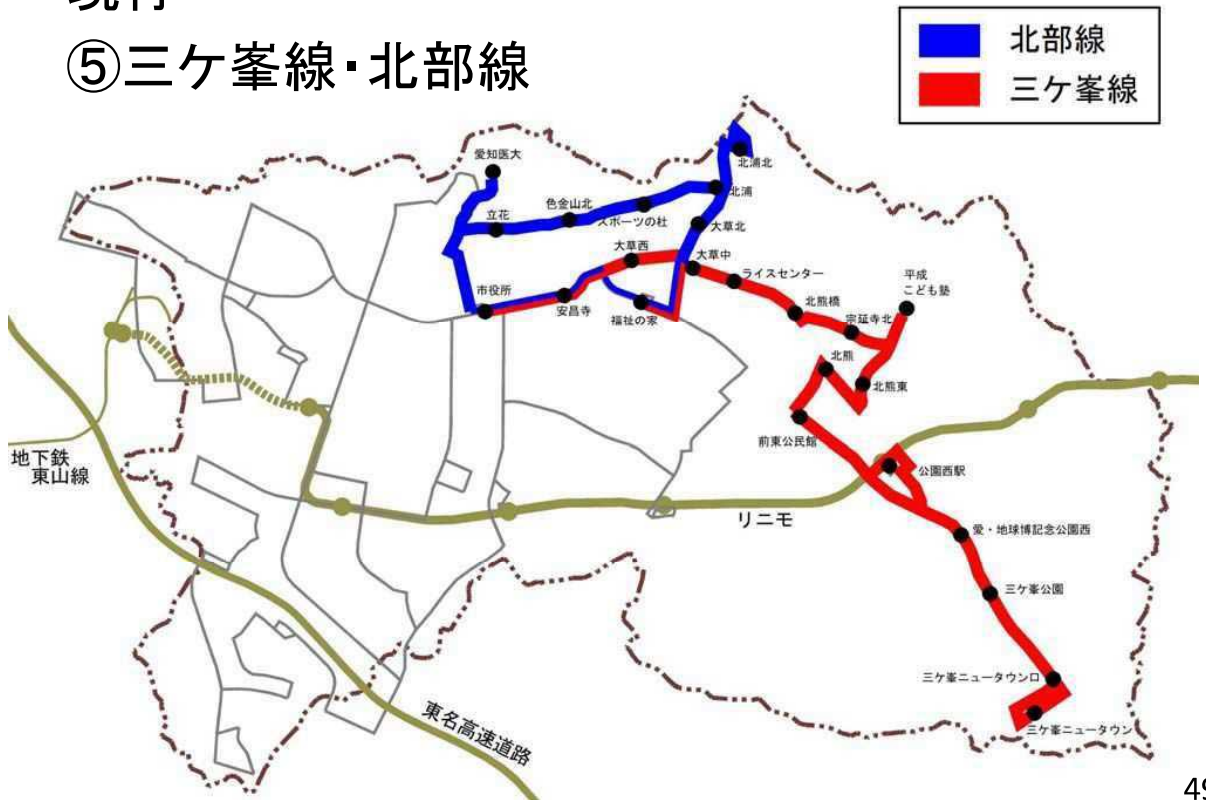 現行
⑤三ケ峯線・北部線
北部線
三ケ峯線
愛知医大
北浦北
北浦
色金山北
スポーツの杜
立花
大草北
大草西
大草中
ライスセンター
平成
こども塾
市役所
安昌寺
福祉の家
北熊橋
宗延寺北
北熊
北熊東
前東公民館
公園西駅
地下鉄
東山線
リニモ
愛・地球博記念公園西
三ケ峯公園
三ケ峯ニュータウン口
三ケ峯ニュータウン
東名高速道路
49